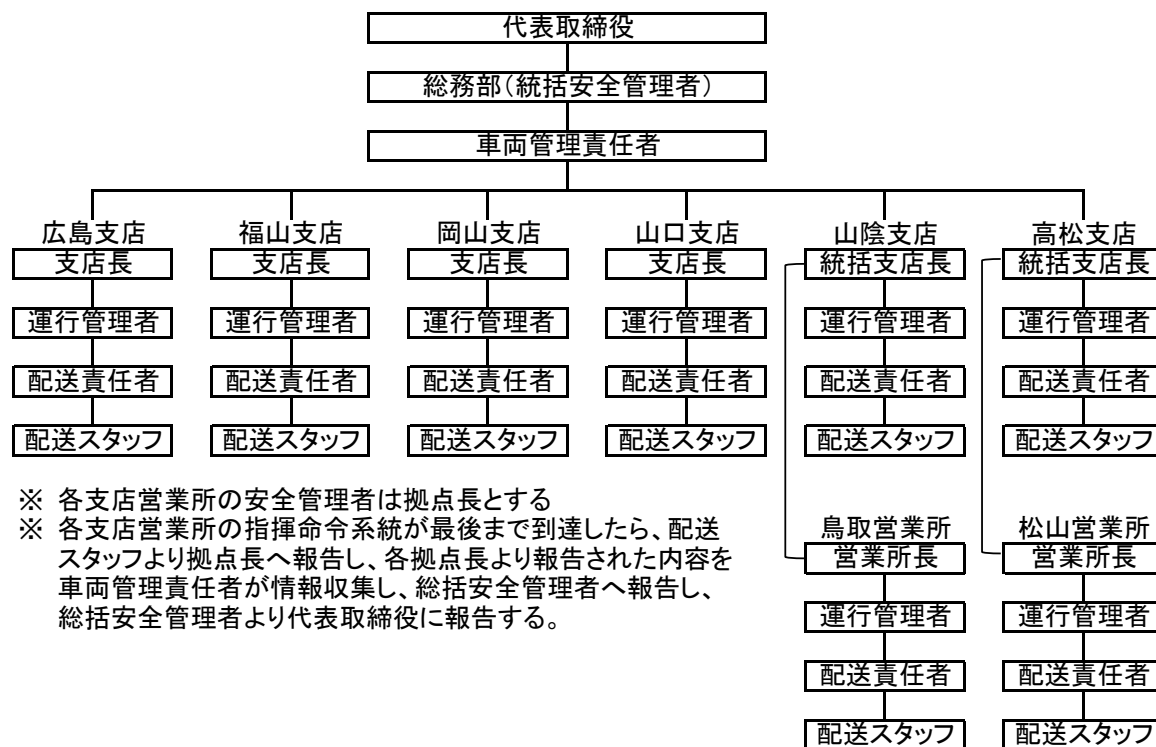 代表取締役
総務部(統括安全管理者)
車両管理責任者
広島支店 福山支店 岡山支店 山口支店 山陰支店 高松支店
支店長 支店長 支店長 支店長 統括支店長 統括支店長
運行管理者 運行管理者 運行管理者 運行管理者 運行管理者 運行管理者
配送責任者 配送責任者 配送責任者 配送責任者 配送責任者 配送責任者
配送スタッフ 配送スタッフ 配送スタッフ 配送スタッフ 配送スタッフ 配送スタッフ
※ 各支店営業所の安全管理者は拠点長とする
※ 各支店営業所の指揮命令系統が最後まで到達したら、配送
スタッフより拠点長へ報告し、各拠点長より報告された内容を
車両管理責任者が情報収集し、総括安全管理者へ報告し、
総括安全管理者より代表取締役に報告する。
鳥取営業所 松山営業所
営業所長 営業所長
運行管理者 運行管理者
配送責任者 配送責任者
配送スタッフ 配送スタッフ